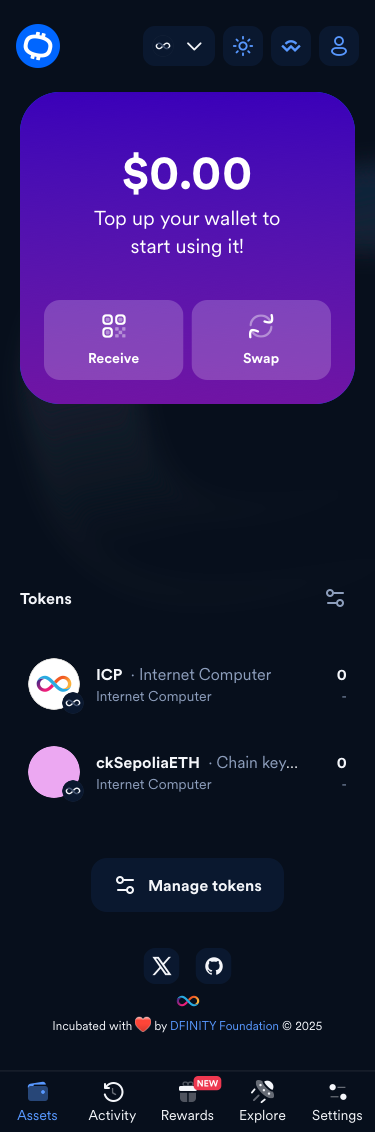 $0.00
Top up your wallet to
start using it!
Receive
Swap
Tokens
ICP · Internet Computer 0
Internet Computer -
ckSepoliaETH · Chain key... 0
Internet Computer -
Manage tokens
Incubated with ❤️ by DFINITY Foundation © 2025
NEW
Assets
Activity
Rewards
Explore
Settings